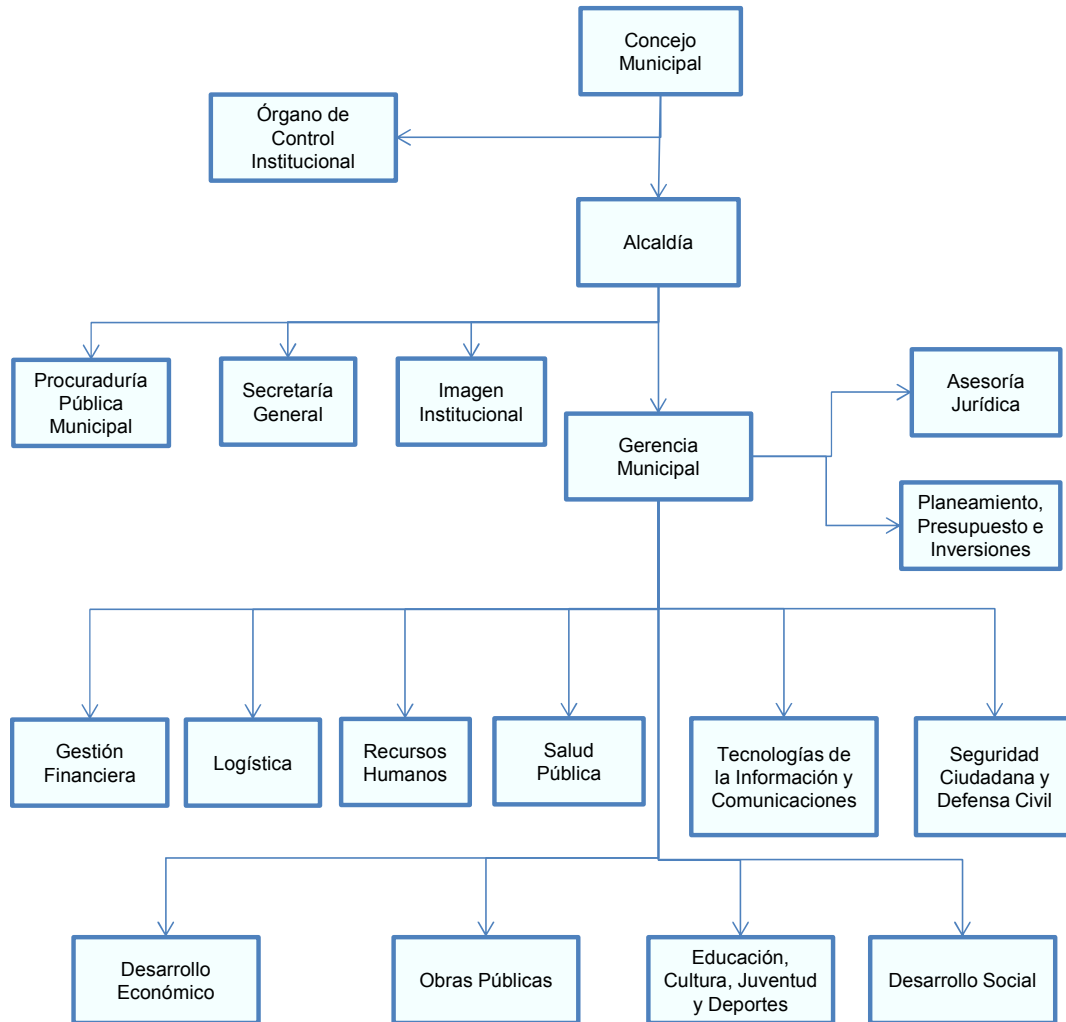 Concejo
Municipal
Órgano de
Control
Institucional
Alcaldía
Procuraduría
Pública
Municipal
Secretaría
General
Imagen
Institucional
Gerencia
Municipal
Asesoría
Jurídica
Planeamiento,
Presupuesto e
Inversiones
Gestión
Financiera
Logística
Recursos
Humanos
Salud
Pública
Tecnologías de
la Información y
Comunicaciones
Seguridad
Ciudadana y
Defensa Civil
Desarrollo
Económico
Obras Públicas
Educación,
Cultura, Juventud
y Deportes
Desarrollo Social